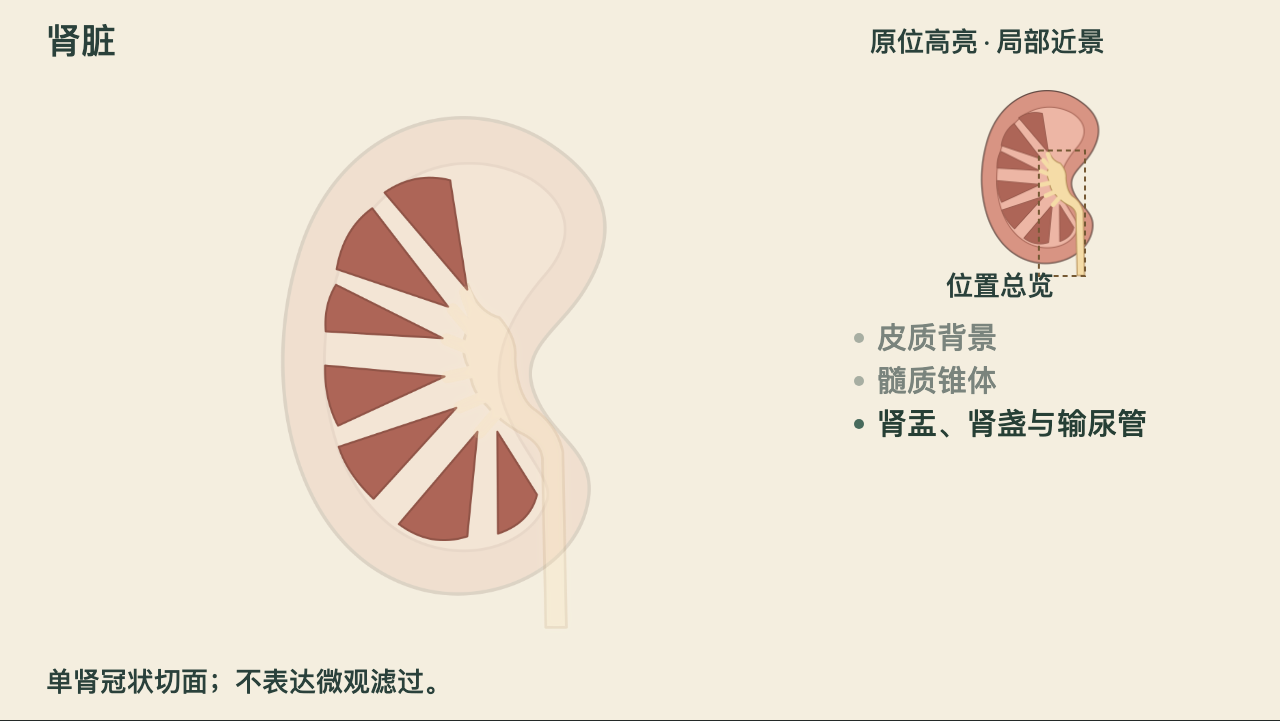 肾脏
原位高亮 · 局部近景
位置总览
皮质背景
髓质锥体
肾盂、肾盏与输尿管
单肾冠状切面；不表达微观滤过。